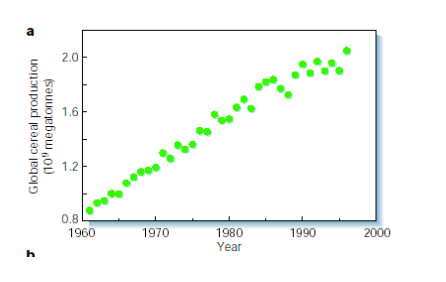 a
Global cereal production
(10⁹ megatonnes)
2.0
1.6
1.2
0.8
1960 1970 1980 1990 2000
Year
b